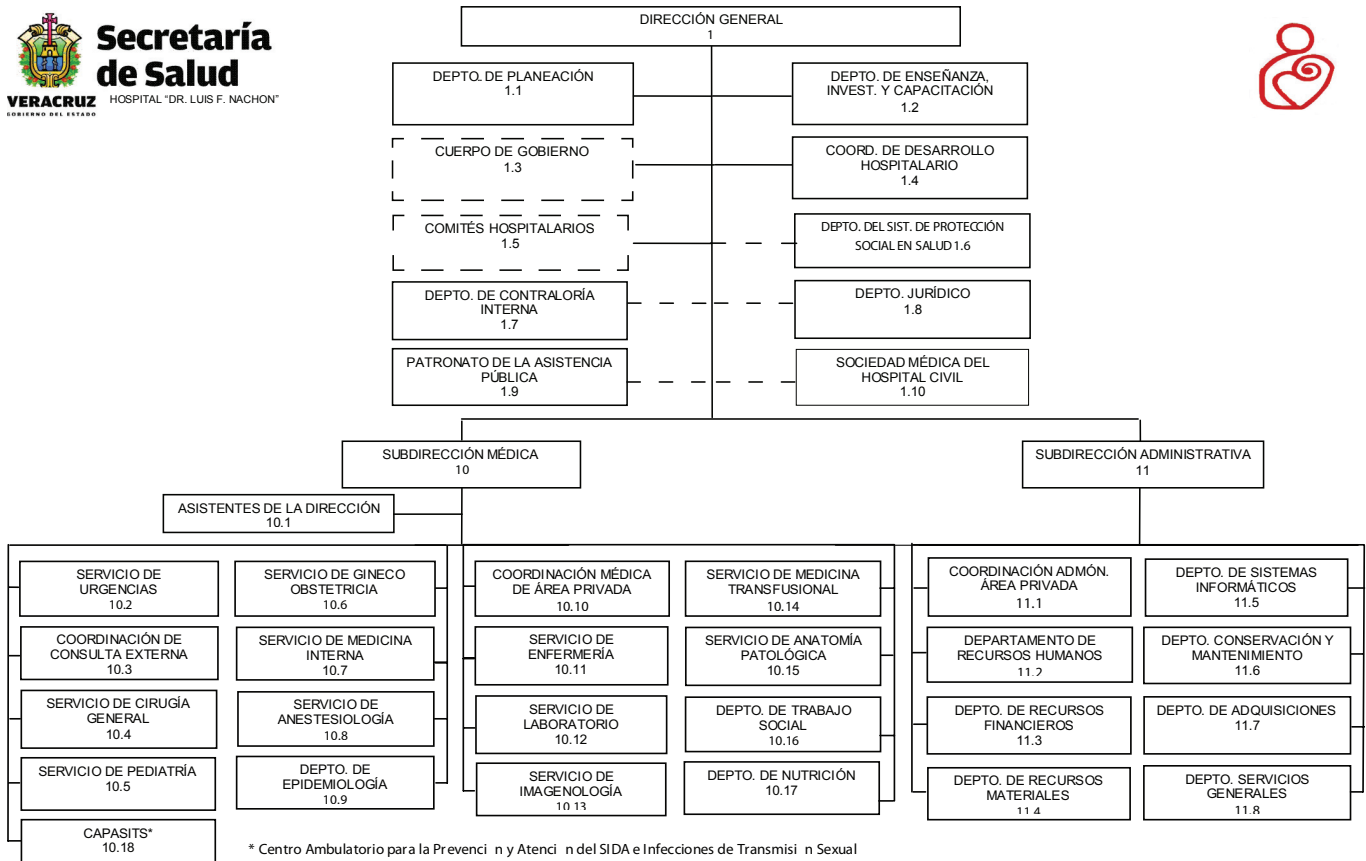 Secretaría
de Salud
VERACRUZ
GOBIERNO DEL ESTADO
HOSPITAL "DR. LUIS F. NACHON"
DIRECCIÓN GENERAL
1
DEPTO. DE PLANEACIÓN
1.1
DEPTO. DE ENSEÑANZA,
INVEST. Y CAPACITACIÓN
1.2
CUERPO DE GOBIERNO
1.3
COORD. DE DESARROLLO
HOSPITALARIO
1.4
COMITÉS HOSPITALARIOS
1.5
DEPTO. DEL SIST. DE PROTECCIÓN
SOCIAL EN SALUD 1.6
DEPTO. DE CONTRALORÍA
INTERNA
1.7
DEPTO. JURÍDICO
1.8
PATRONATO DE LA ASISTENCIA
PÚBLICA
1.9
SOCIEDAD MÉDICA DEL
HOSPITAL CIVIL
1.10
SUBDIRECCIÓN MÉDICA
10
SUBDIRECCIÓN ADMINISTRATIVA
11
ASISTENTES DE LA DIRECCIÓN
10.1
SERVICIO DE
URGENCIAS
10.2
COORDINACIÓN DE
CONSULTA EXTERNA
10.3
SERVICIO DE CIRUGÍA
GENERAL
10.4
SERVICIO DE PEDIATRÍA
10.5
CAPASITS*
10.18
SERVICIO DE GINECO
OBSTETRICIA
10.6
SERVICIO DE MEDICINA
INTERNA
10.7
SERVICIO DE
ANESTESIOLOGÍA
10.8
DEPTO. DE
EPIDEMIOLOGÍA
10.9
COORDINACIÓN MÉDICA
DE ÁREA PRIVADA
10.10
SERVICIO DE
ENFERMERÍA
10.11
SERVICIO DE
LABORATORIO
10.12
SERVICIO DE
IMAGENOLOGÍA
10.13
SERVICIO DE MEDICINA
TRANSFUSIONAL
10.14
SERVICIO DE ANATOMÍA
PATOLÓGICA
10.15
DEPTO. DE TRABAJO
SOCIAL
10.16
DEPTO. DE NUTRICIÓN
10.17
COORDINACIÓN ADMÓN.
ÁREA PRIVADA
11.1
DEPARTAMENTO DE
RECURSOS HUMANOS
11.2
DEPTO. DE RECURSOS
FINANCIEROS
11.3
DEPTO. DE RECURSOS
MATERIALES
11.4
DEPTO. DE SISTEMAS
INFORMÁTICOS
11.5
DEPTO. CONSERVACIÓN Y
MANTENIMIENTO
11.6
DEPTO. DE ADQUISICIONES
11.7
DEPTO. SERVICIOS
GENERALES
11.8
* Centro Ambulatorio para la Prevenci n y Atenci n del SIDA e Infecciones de Transmisi n Sexual